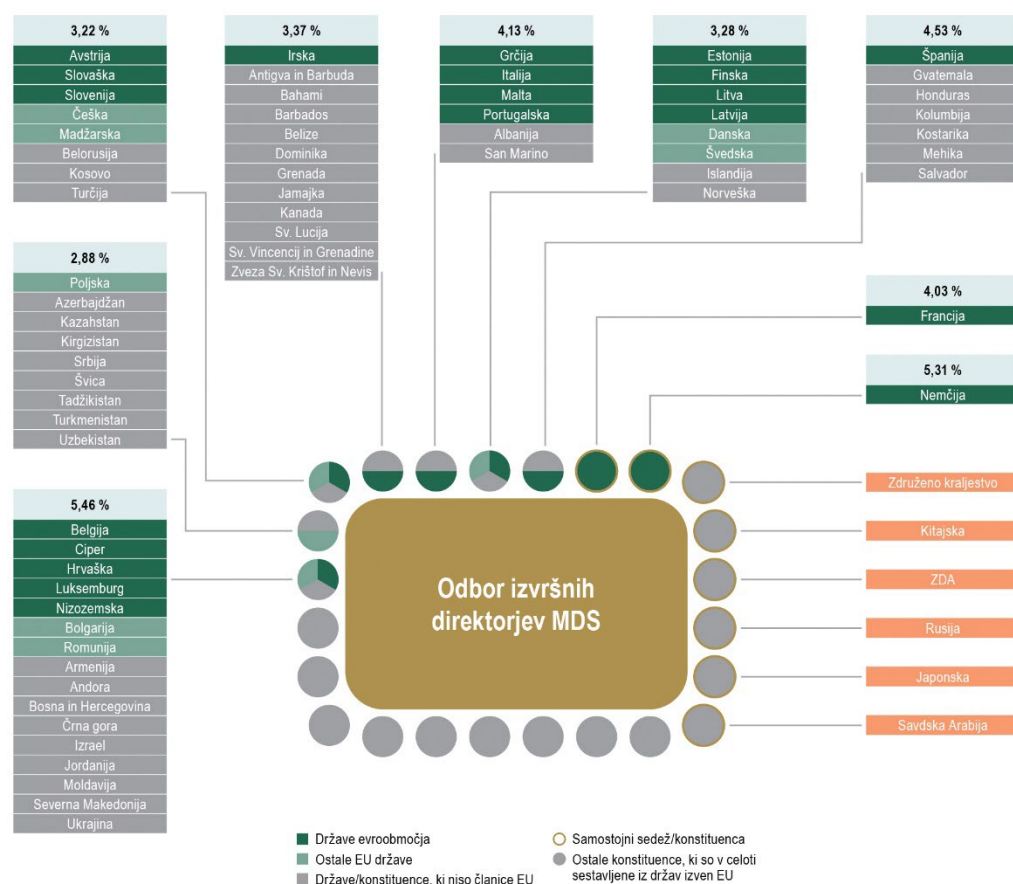 3,22 %
Avstrija
Slovaška
Slovenija
Češka
Madžarska
Belorusija
Kosovo
Turčija
3,37 %
Irska
Antigva in Barbuda
Bahami
Barbados
Belize
Dominika
Grenada
Jamajka
Kanada
Sv. Lucija
Sv. Vincencij in Grenadine
Zveza Sv. Krištof in Nevis
4,13 %
Grčija
Italija
Malta
Portugalska
Albanija
San Marino
3,28 %
Estonija
Finska
Litva
Latvija
Danska
Švedska
Islandija
Norveška
4,53 %
Španija
Gvatemala
Honduras
Kolumbija
Kostarika
Mehika
Salvador
2,88 %
Poljska
Azerbajdžan
Kazahstan
Kirgizistan
Srbija
Švica
Tadžikistan
Turkmenistan
Uzbekistan
4,03 %
Francija
5,31 %
Nemčija
5,46 %
Belgija
Ciper
Hrvaška
Luksemburg
Nizozemska
Bolgarija
Romunija
Armenija
Andora
Bosna in Hercegovina
Črna gora
Izrael
Jordanija
Moldavija
Severna Makedonija
Ukrajina
Odbor izvršnih
direktorjev MDS
Združeno kraljestvo
Kitajska
ZDA
Rusija
Japonska
Savdska Arabija
Države evroobmočja
Ostale EU države
Države/konstituence, ki niso članice EU
Samostojni sedež/konstituenca
Ostale konstituence, ki so v celoti
sestavljene iz držav izven EU